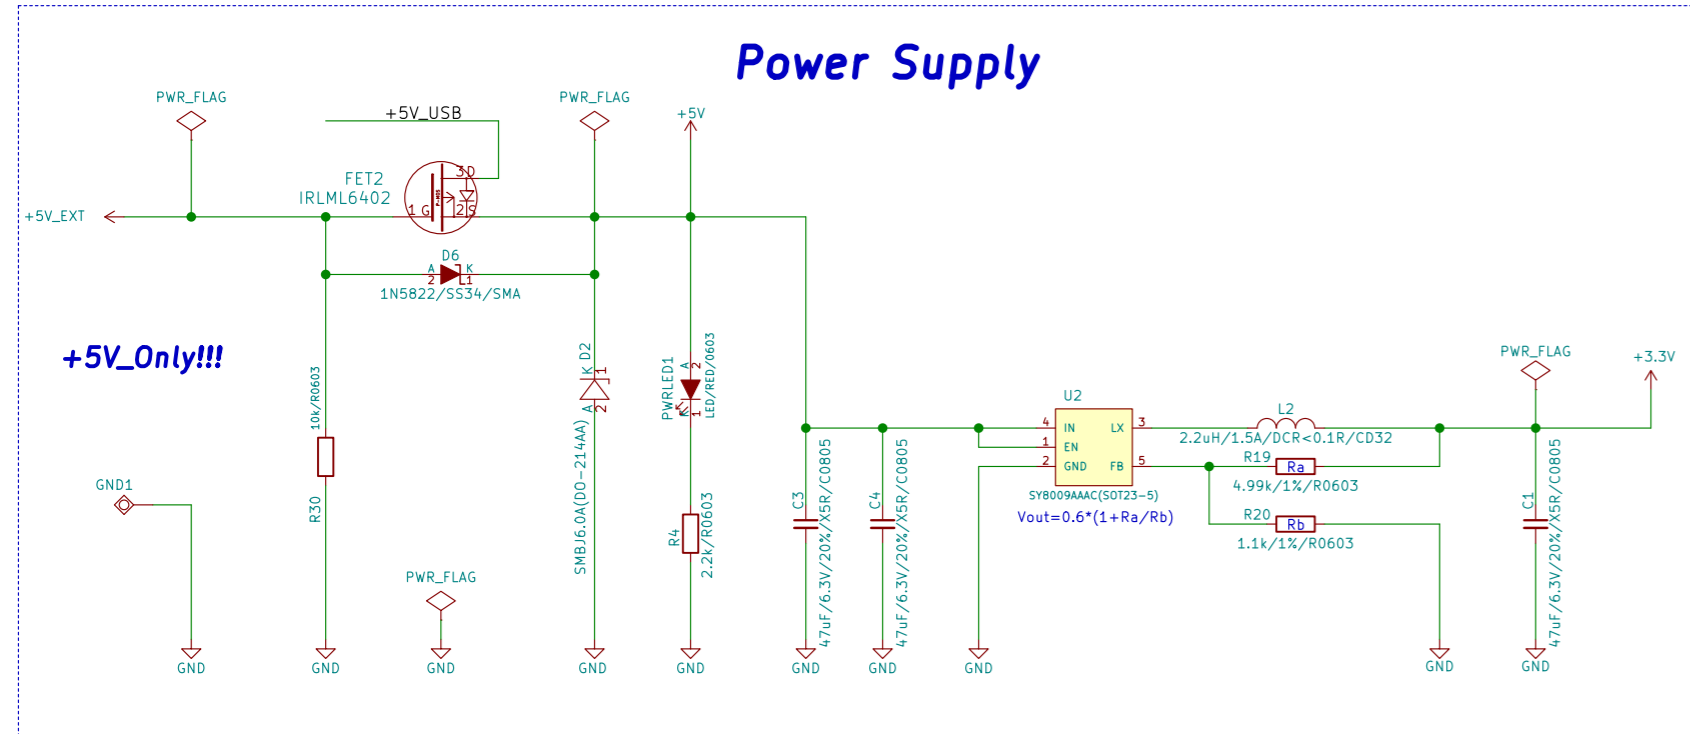 Power Supply
PWR_FLAG
+5V_USB
PWR_FLAG
+5V
FET2
IRLML6402
3 D
P-MOS
1 G
2 S
+5V_EXT
D6
A
2
K
1
1N5822/SS34/SMA
+5V_Only!!!
10k/R0603
R30
D2
K
1
A
2
SMBJ6.0A(DO-214AA)
PWRLED1
A
2
K
1
LED/RED/0603
R4
2.2k/R0603
GND1
PWR_FLAG
C3
47uF/6.3V/20%/X5R/C0805
C4
47uF/6.3V/20%/X5R/C0805
U2
4 IN
1 EN
2 GND
LX 3
FB 5
SY8009AAAC(SOT23-5)
Vout=0.6*(1+Ra/Rb)
L2
2.2uH/1.5A/DCR<0.1R/CD32
R19
Ra
4.99k/1%/R0603
R20
Rb
1.1k/1%/R0603
PWR_FLAG
+3.3V
C1
47uF/6.3V/20%/X5R/C0805
GND
GND
GND
GND
GND
GND
GND
GND
GND
GND